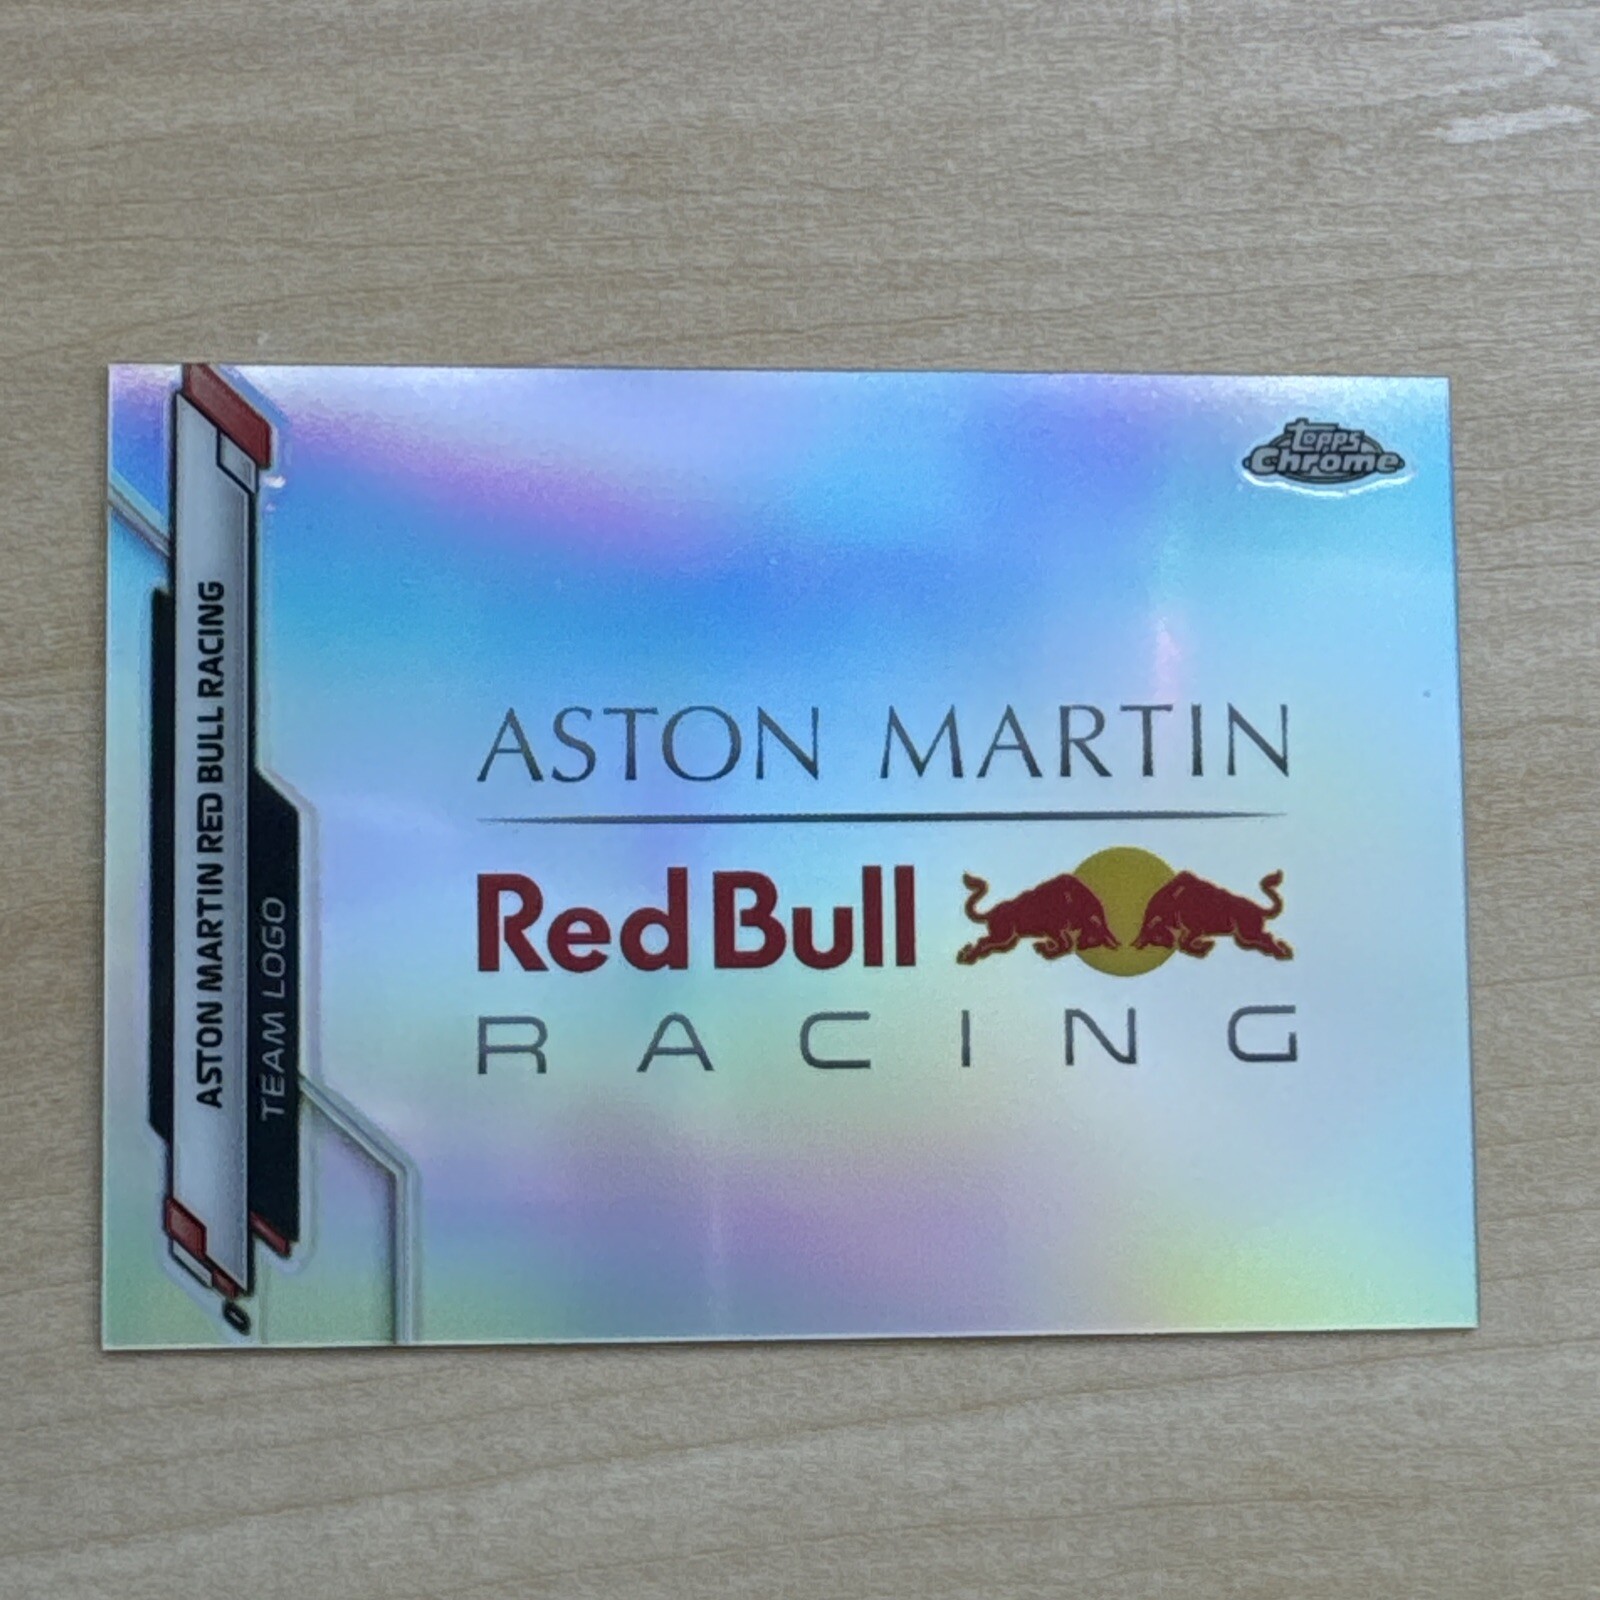 topps
Chrome
ASTON MARTIN RED BULL RACING
TEAM LOGO
ASTON MARTIN
Red Bull
RACING